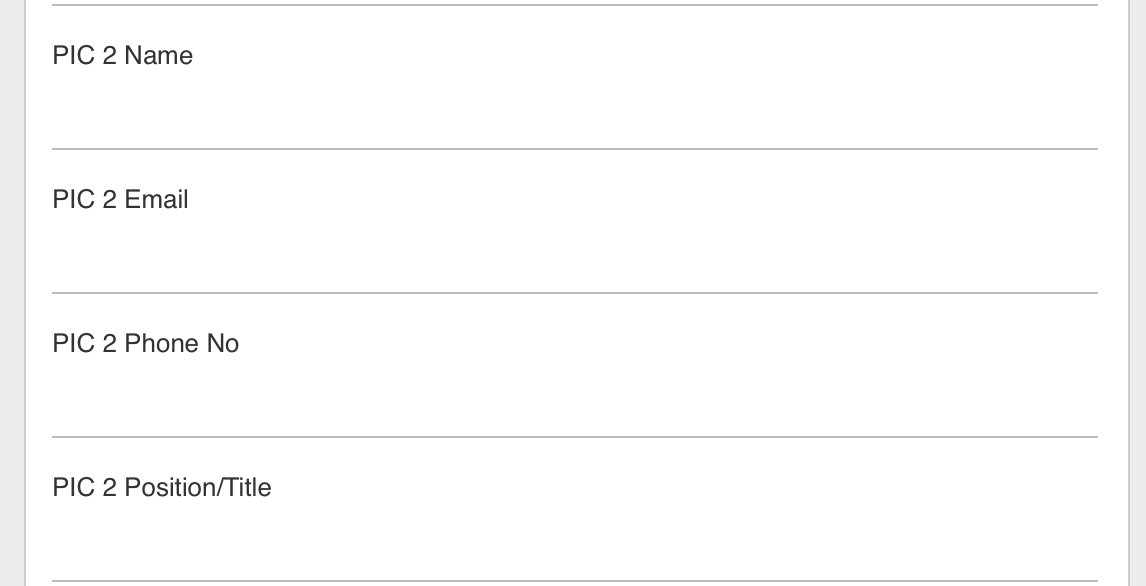 PIC 2 Name
PIC 2 Email
PIC 2 Phone No
PIC 2 Position/Title